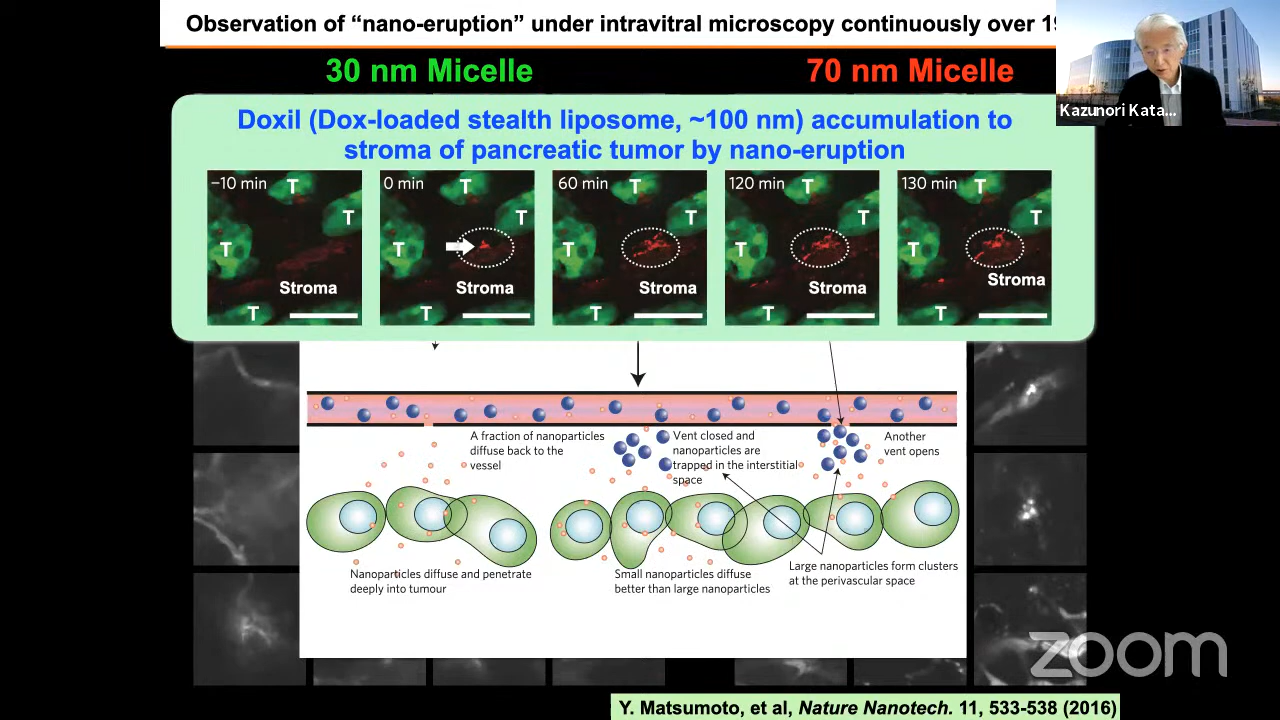 Observation of “nano-eruption” under intravitral microscopy continuously over
30 nm Micelle
70 nm Micelle
Kazunori Kata...
Doxil (Dox-loaded stealth liposome, ~100 nm) accumulation to
stroma of pancreatic tumor by nano-eruption
−10 min T
T
T
Stroma
T
0 min T
T
T
Stroma
T
60 min T
T
T
Stroma
T
120 min T
T
T
Stroma
T
130 min T
T
T
Stroma
T
A fraction of nanoparticles
diffuse back to the
vessel
Vent closed and
nanoparticles are
trapped in the interstitial
space
Another
vent opens
Nanoparticles diffuse and penetrate
deeply into tumour
Small nanoparticles diffuse
better than large nanoparticles
Large nanoparticles form clusters
at the perivascular space
zoom
Y. Matsumoto, et al, Nature Nanotech. 11, 533-538 (2016)